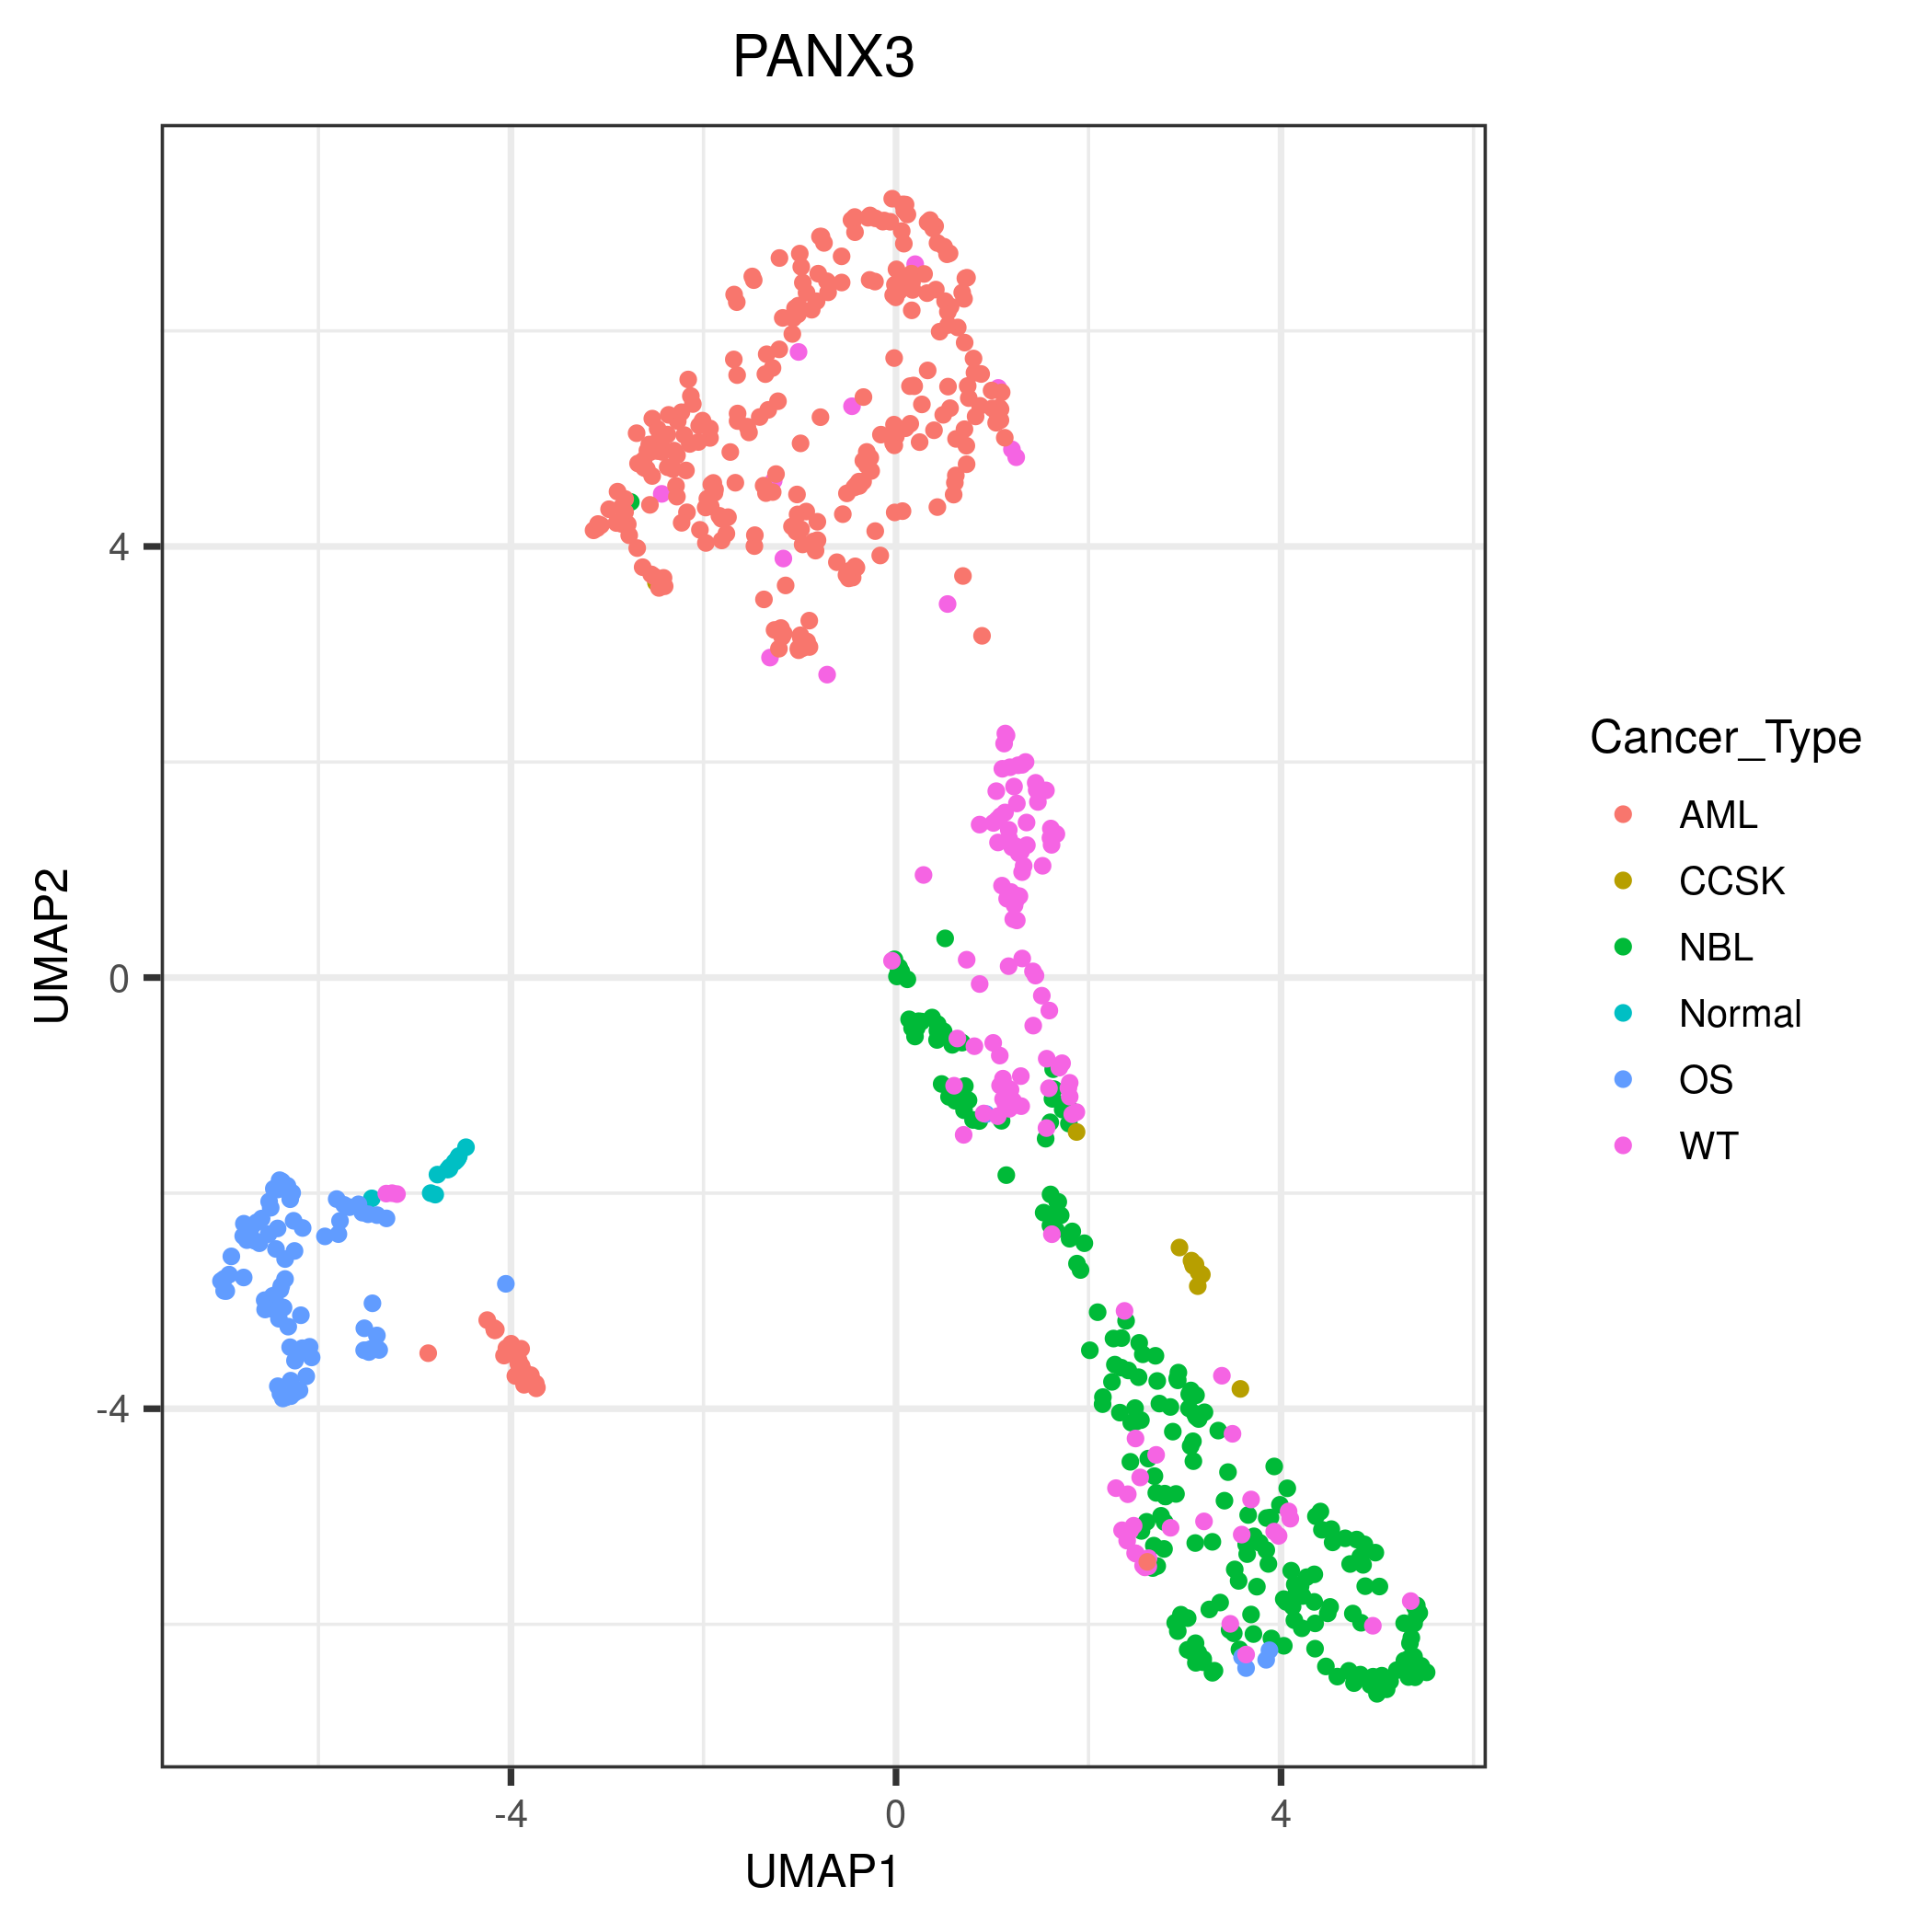 PANX3
UMAP2
4
0
-4
-4
0
4
UMAP1
Cancer_Type
AML
CCSK
NBL
Normal
OS
WT